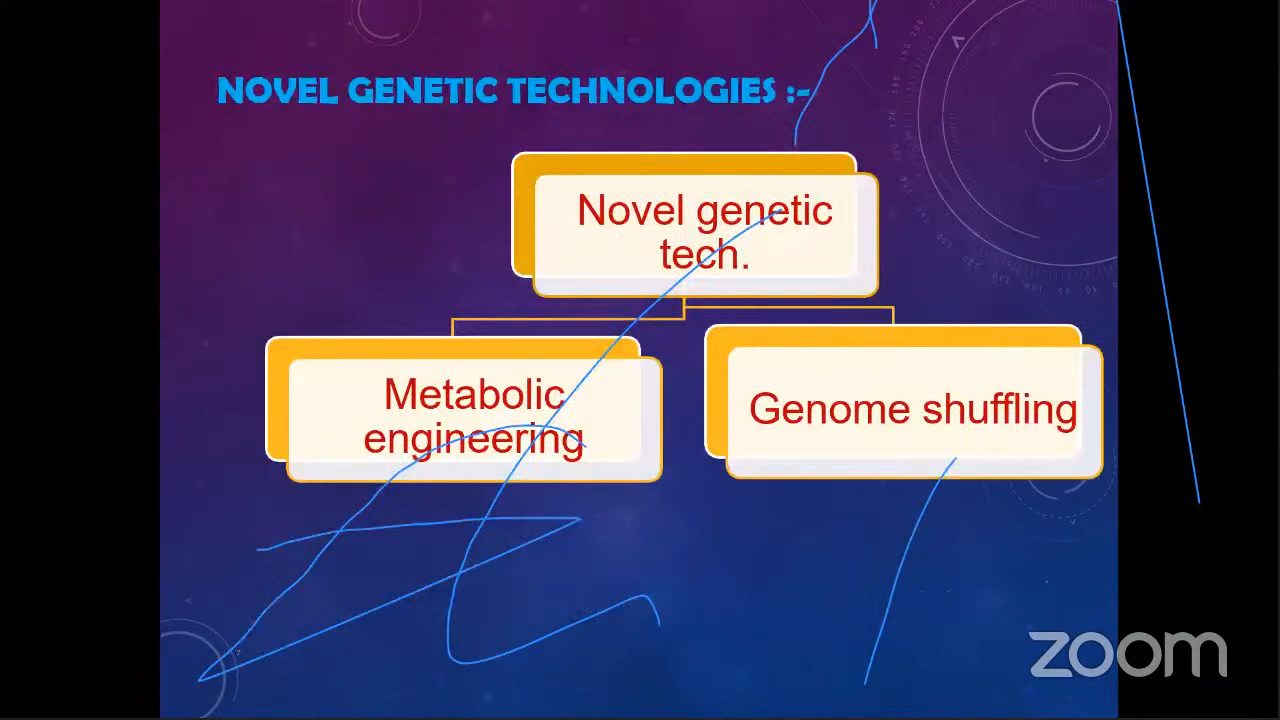 NOVEL GENETIC TECHNOLOGIES :-
Novel genetic
tech.
Metabolic
engineering
Genome shuffling
zoom